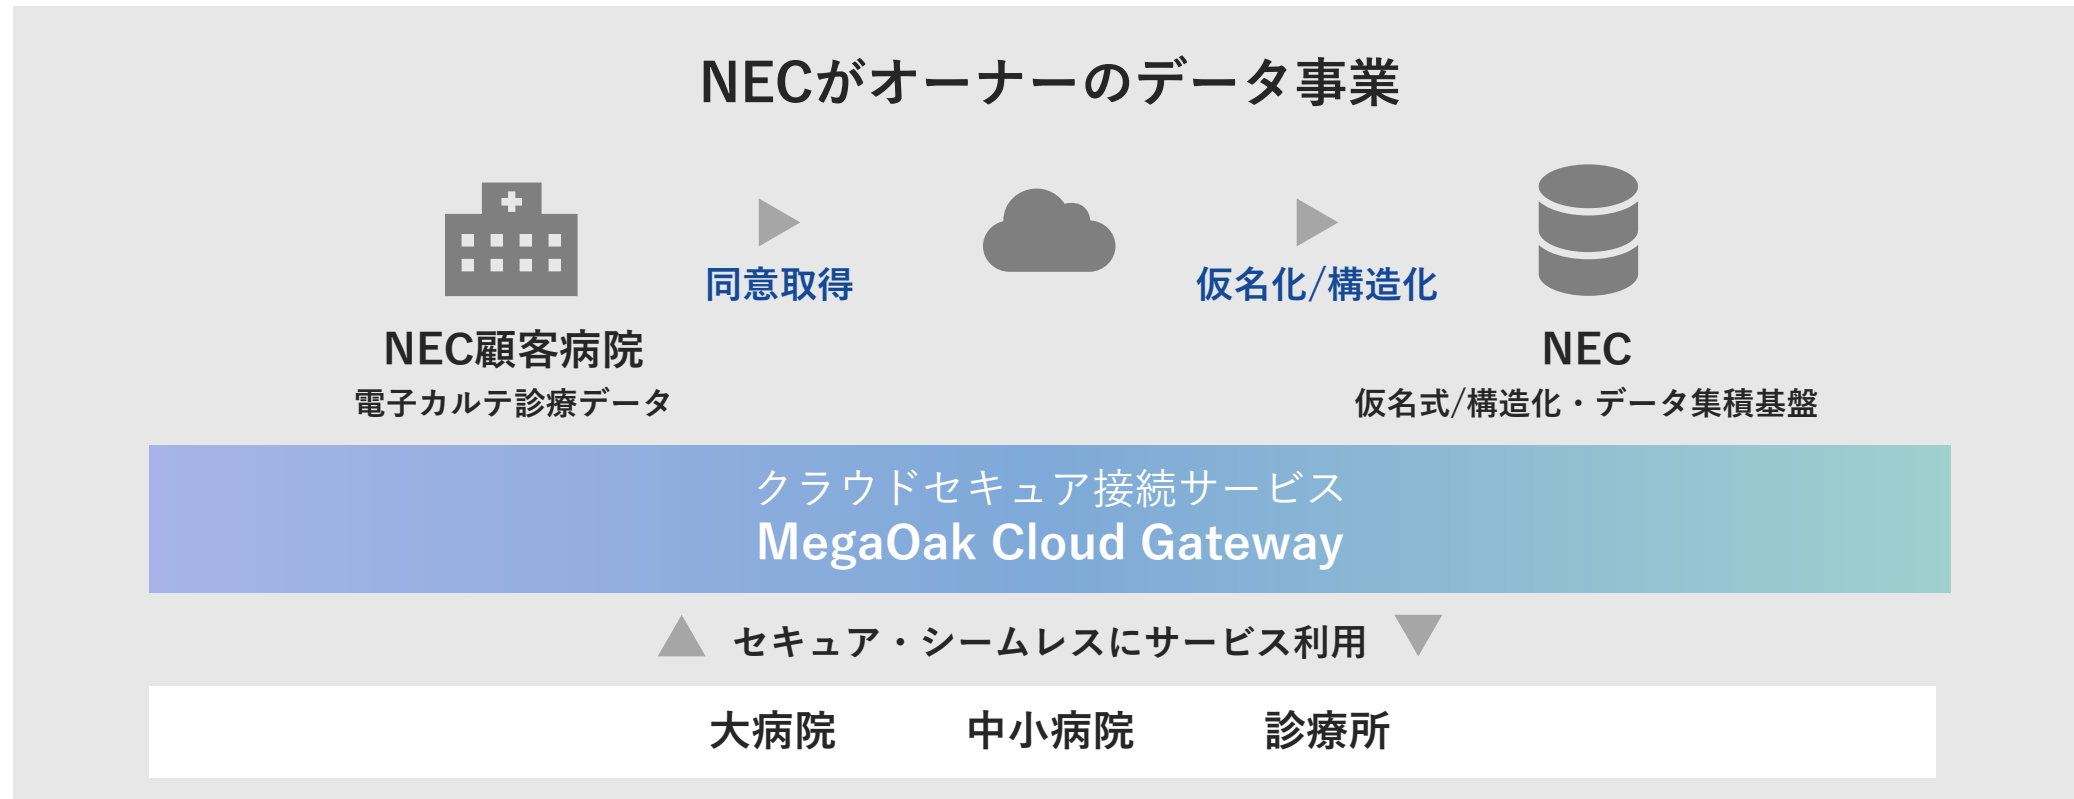 NECがオーナーのデータ事業
同意取得
仮名化/構造化
NEC顧客病院
電子カルテ診療データ
NEC
仮名式/構造化・データ集積基盤
クラウドセキュア接続サービス
MegaOak Cloud Gateway
セキュア・シームレスにサービス利用
大病院 中小病院 診療所